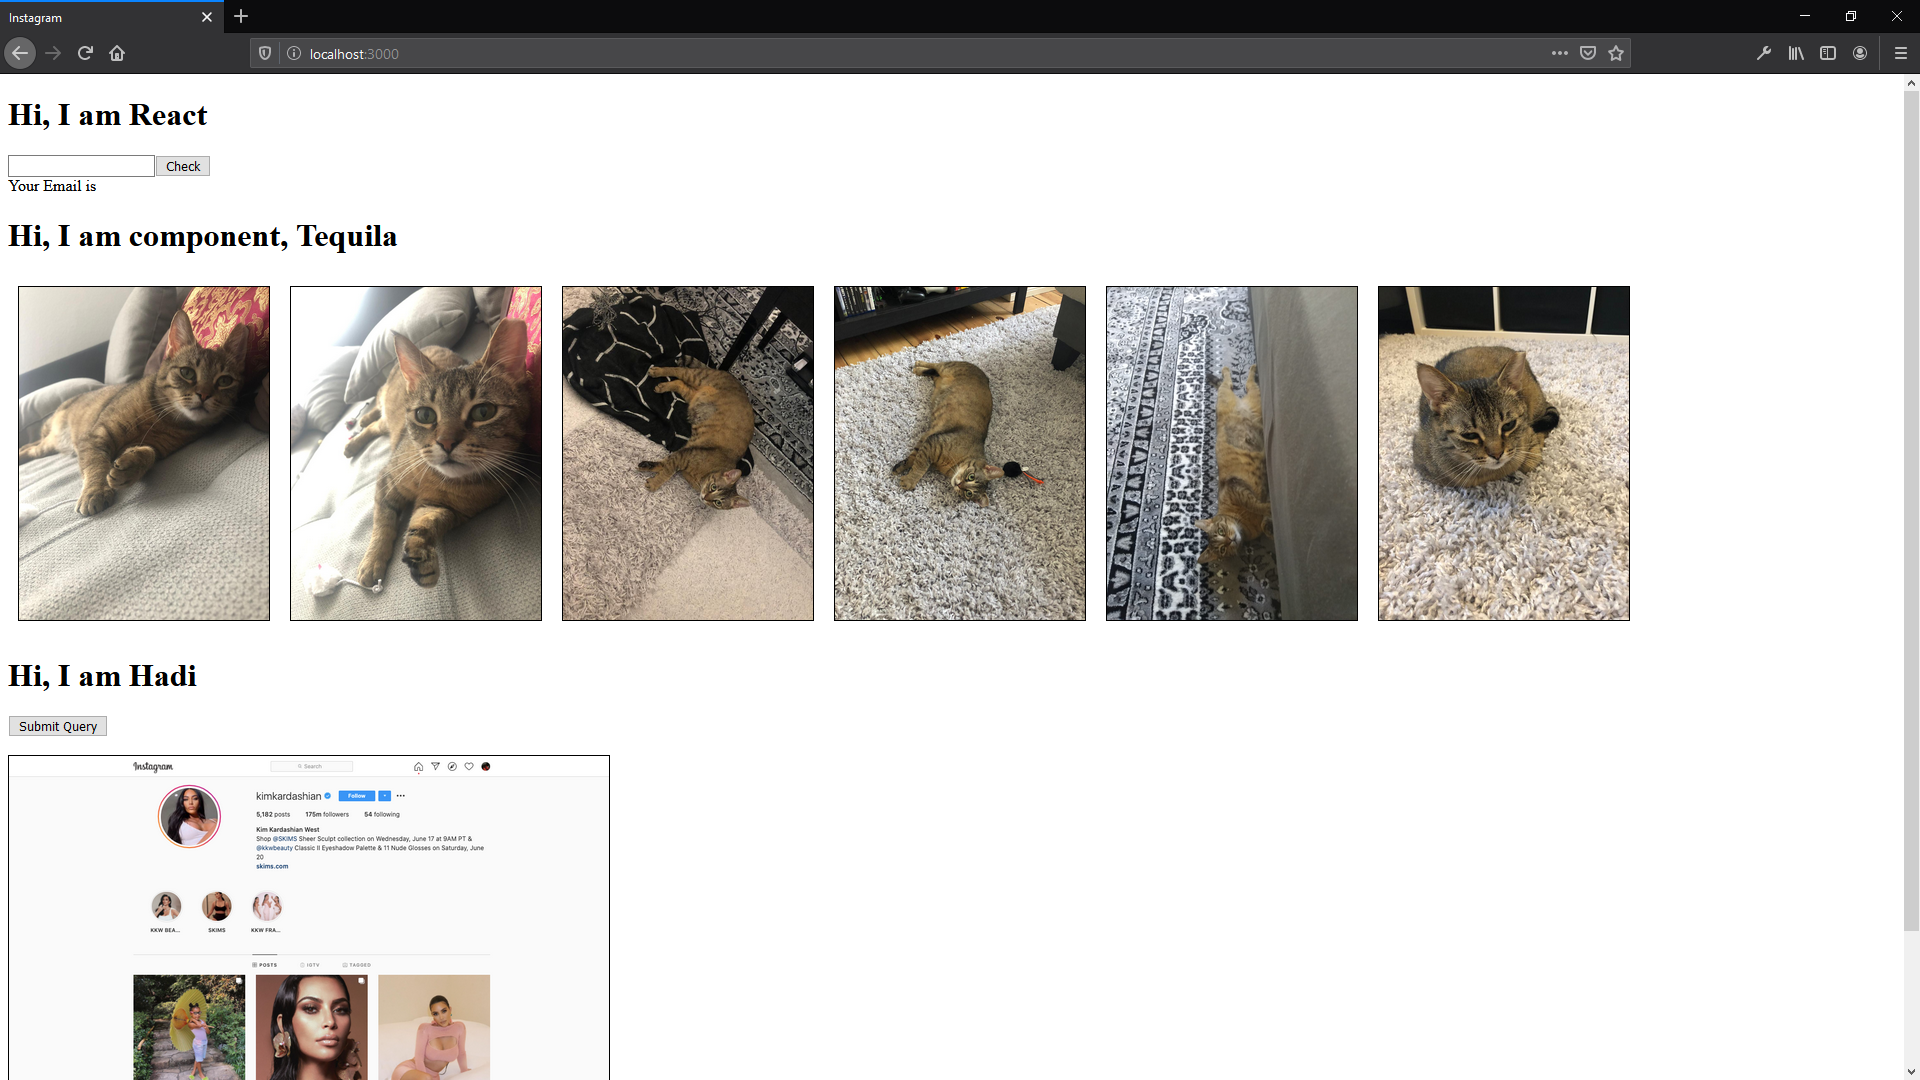 Instagram
localhost:3000
Hi, I am React
Check
Your Email is
Hi, I am component, Tequila
Hi, I am Hadi
Submit Query
Instagram
Search
kimkardashian
Follow
5,182 posts 175m followers 54 following
Kim Kardashian West
Shop @SKIMS Sheer Sculpt collection on Wednesday, June 17 at 9AM PT &
@kkwbeauty Classic II Eyeshadow Palette & 11 Nude Glosses on Saturday, June
20
skims.com
KKW BEA... SKIMS KKW FRA...
POSTS IGTV TAGGED